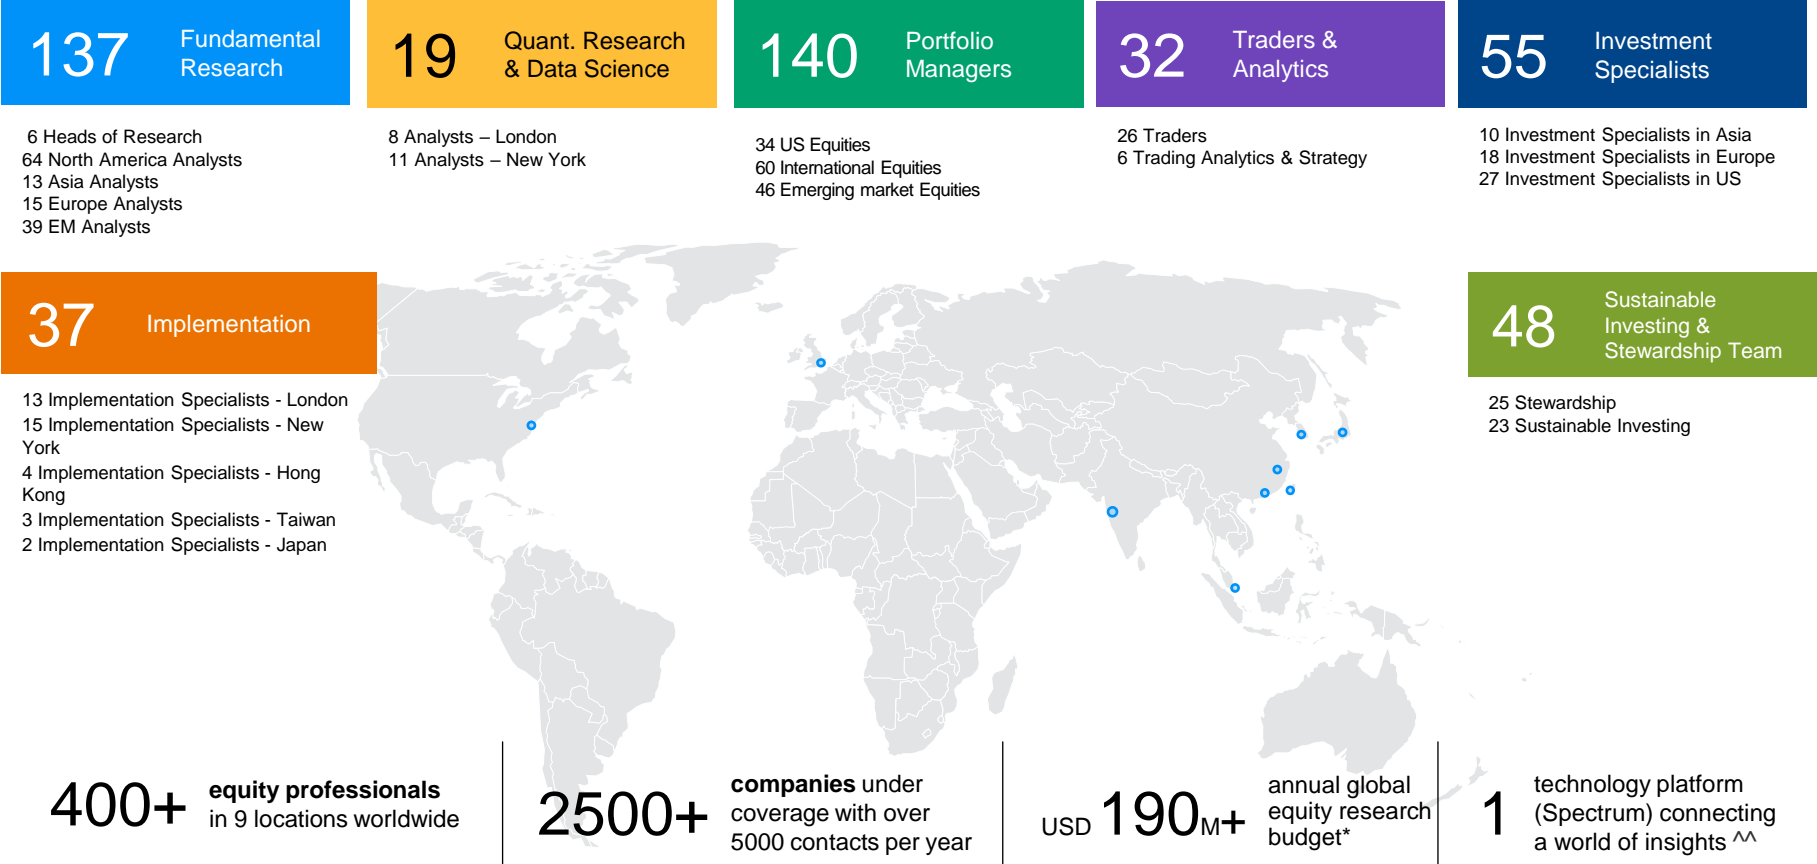 137
Fundamental
Research
6 Heads of Research
64 North America Analysts
13 Asia Analysts
15 Europe Analysts
39 EM Analysts
19
Quant. Research
& Data Science
8 Analysts – London
11 Analysts – New York
140
Portfolio
Managers
34 US Equities
60 International Equities
46 Emerging market Equities
32
Traders &
Analytics
26 Traders
6 Trading Analytics & Strategy
55
Investment
Specialists
10 Investment Specialists in Asia
18 Investment Specialists in Europe
27 Investment Specialists in US
37
Implementation
13 Implementation Specialists - London
15 Implementation Specialists - New
York
4 Implementation Specialists - Hong
Kong
3 Implementation Specialists - Taiwan
2 Implementation Specialists - Japan
48
Sustainable
Investing &
Stewardship Team
25 Stewardship
23 Sustainable Investing
400+
equity professionals
in 9 locations worldwide
2500+
companies under
coverage with over
5000 contacts per year
USD 190M+
annual global
equity research
budget*
1
technology platform
(Spectrum) connecting
a world of insights ^^